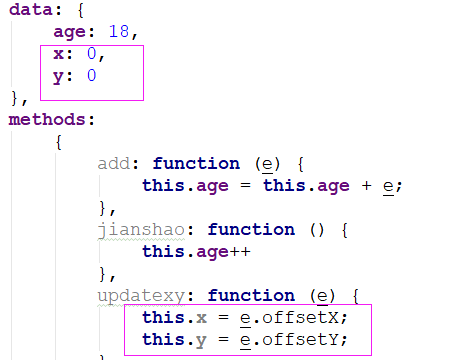 data: {
    age: 18,
    x: 0,
    y: 0
},
methods:
    {
        add: function (e) {
            this.age = this.age + e;
        },
        jianshao: function () {
            this.age++
        },
        updatexy: function (e) {
            this.x = e.offsetX;
            this.y = e.offsetY;
        }